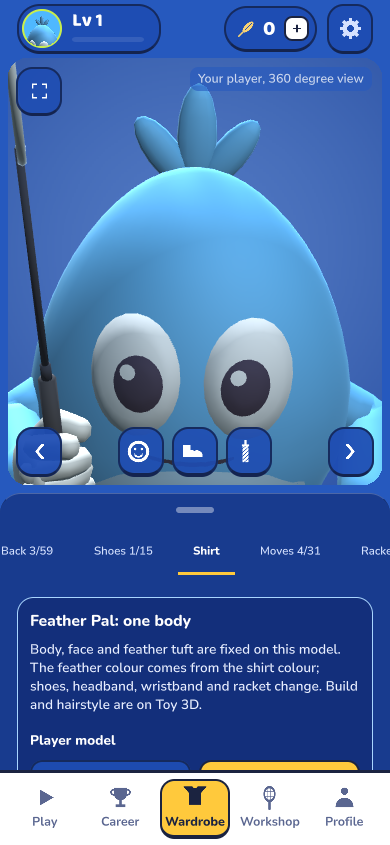 Lv 1
0
+
Your player, 360 degree view
Back 3/59
Shoes 1/15
Shirt
Moves 4/31
Racke
Feather Pal: one body
Body, face and feather tuft are fixed on this model.
The feather colour comes from the shirt colour;
shoes, headband, wristband and racket change. Build
and hairstyle are on Toy 3D.
Player model
Play
Career
Wardrobe
Workshop
Profile